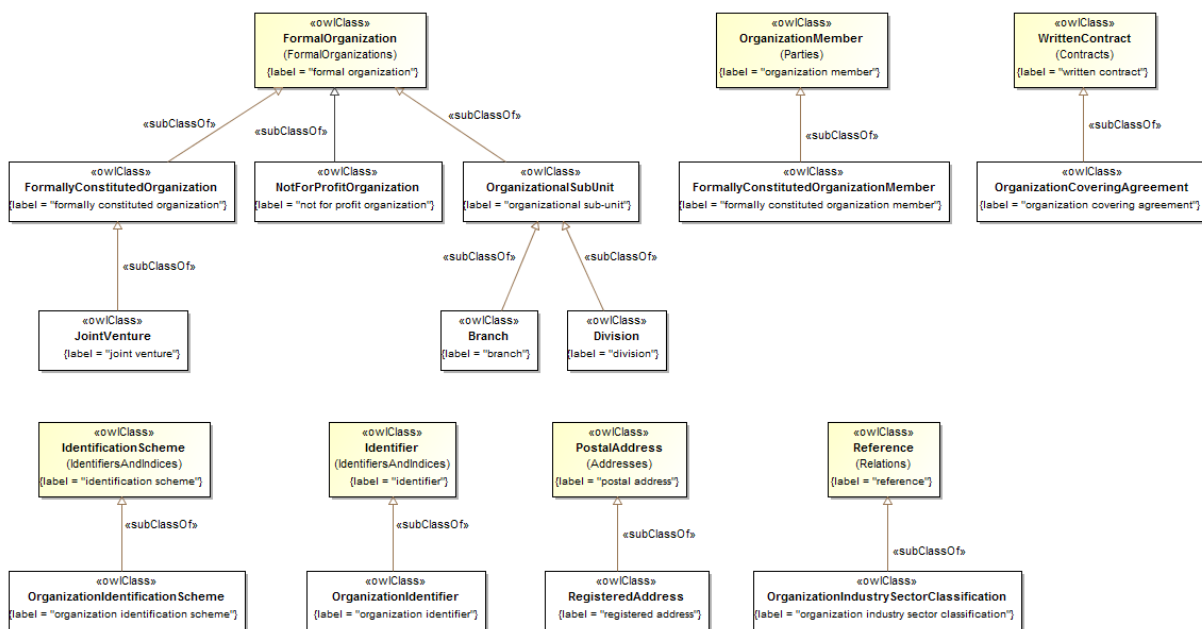 «owlClass»
FormalOrganization
(FormalOrganizations)
{label = "formal organization"}
«owlClass»
OrganizationMember
(Parties)
{label = "organization member"}
«owlClass»
WrittenContract
(Contracts)
{label = "written contract"}
«subClassOf»
«subClassOf»
«subClassOf»
«subClassOf»
«subClassOf»
«owlClass»
FormallyConstitutedOrganization
{label = "formally constituted organization"}
«owlClass»
NotForProfitOrganization
{label = "not for profit organization"}
«owlClass»
OrganizationalSubUnit
{label = "organizational sub-unit"}
«owlClass»
FormallyConstitutedOrganizationMember
{label = "formally constituted organization member"}
«owlClass»
OrganizationCoveringAgreement
{label = "organization covering agreement"}
«subClassOf»
«subClassOf»
«subClassOf»
«owlClass»
JointVenture
{label = "joint venture"}
«owlClass»
Branch
{label = "branch"}
«owlClass»
Division
{label = "division"}
«owlClass»
IdentificationScheme
(IdentifiersAndIndices)
{label = "identification scheme"}
«owlClass»
Identifier
(IdentifiersAndIndices)
{label = "identifier"}
«owlClass»
PostalAddress
(Addresses)
{label = "postal address"}
«owlClass»
Reference
(Relations)
{label = "reference"}
«subClassOf»
«subClassOf»
«subClassOf»
«subClassOf»
«owlClass»
OrganizationIdentificationScheme
{label = "organization identification scheme"}
«owlClass»
OrganizationIdentifier
{label = "organization identifier"}
«owlClass»
RegisteredAddress
{label = "registered address"}
«owlClass»
OrganizationIndustrySectorClassification
{label = "organization industry sector classification"}